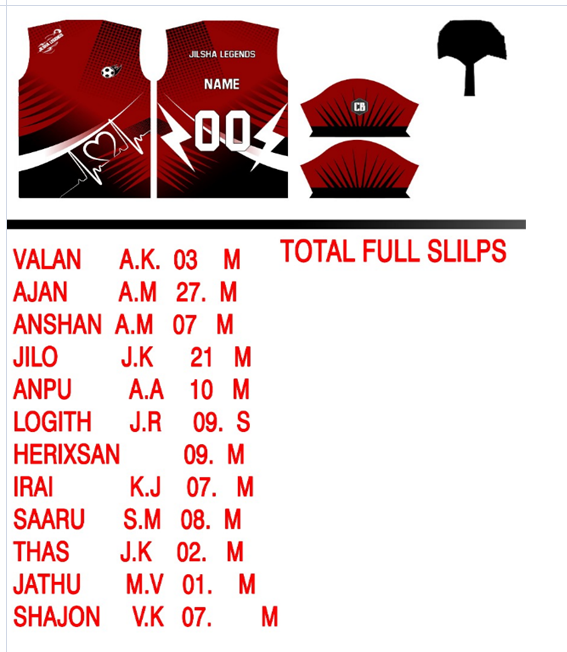 JILSHA LEGENDS
NAME
00
CB
TOTAL FULL SLILPS
VALAN A.K. 03 M
AJAN A.M 27. M
ANSHAN A.M 07 M
JILO J.K 21 M
ANPU A.A 10 M
LOGITH J.R 09. S
HERIXSAN 09. M
IRAI K.J 07. M
SAARU S.M 08. M
THAS J.K 02. M
JATHU M.V 01. M
SHAJON V.K 07. M